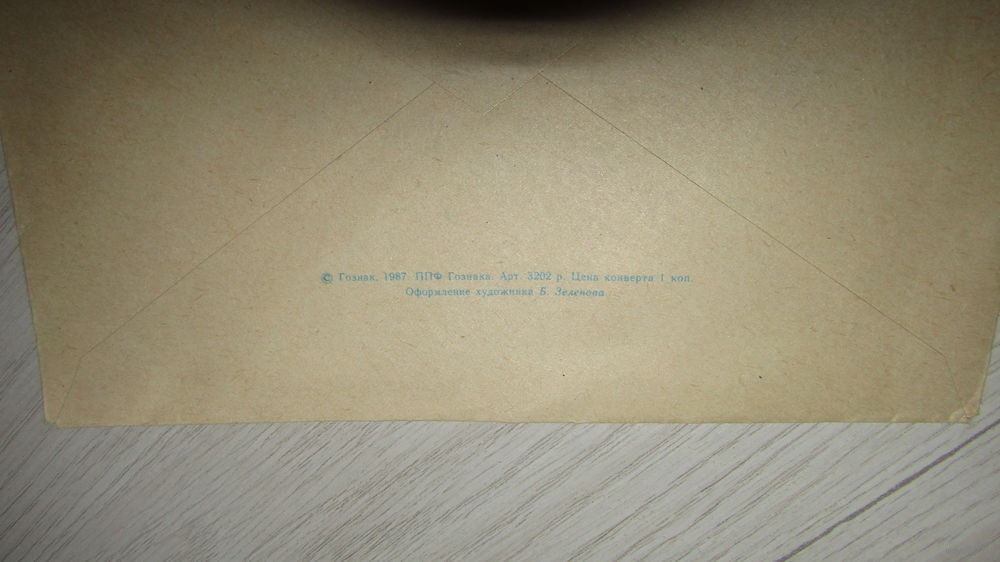 © Гознак, 1987. ППФ Гознака. Арт. 3202 р. Цена конверта 1 коп.
Оформление художника Б. Зеленова